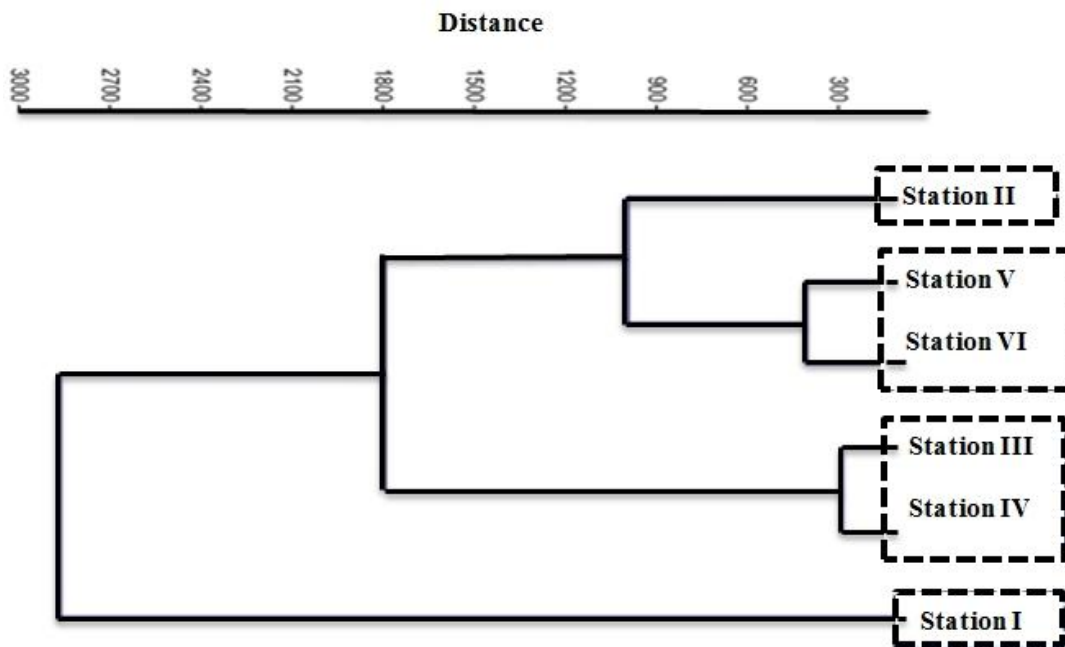 Distance
3000 2700 2400 2100 1800 1500 1200 900 600 300
Station II
Station V
Station VI
Station III
Station IV
Station I